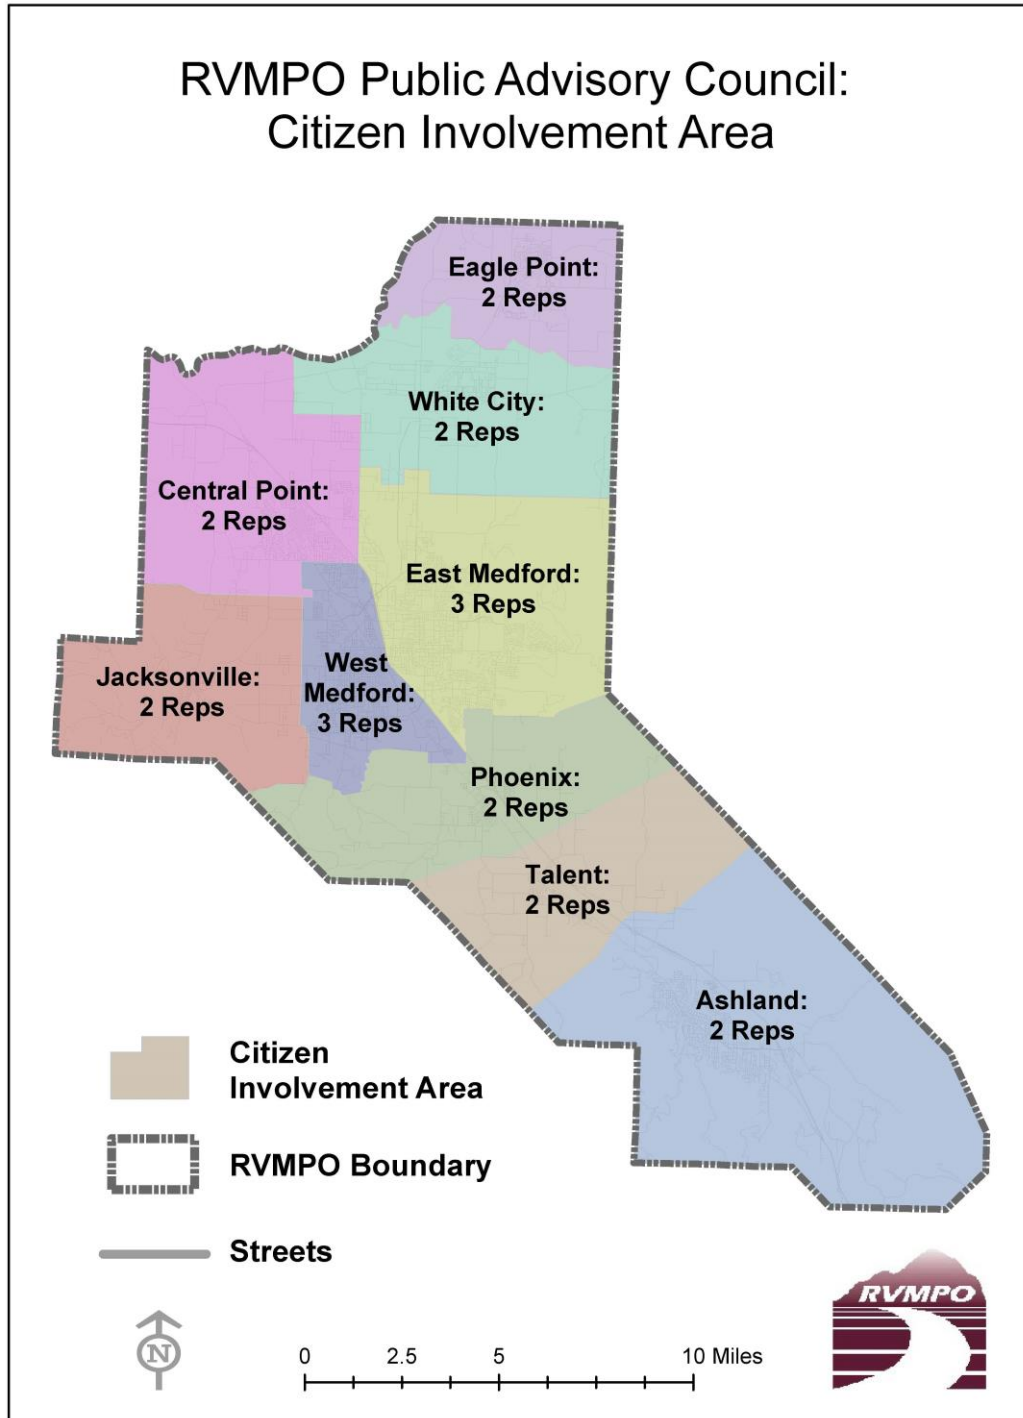 RVMPO Public Advisory Council:
Citizen Involvement Area
Eagle Point:
2 Reps
White City:
2 Reps
Central Point:
2 Reps
East Medford:
3 Reps
Jacksonville:
2 Reps
West
Medford:
3 Reps
Phoenix:
2 Reps
Talent:
2 Reps
Ashland:
2 Reps
Citizen
Involvement Area
RVMPO Boundary
Streets
N
0 2.5 5 10 Miles
RVMPO